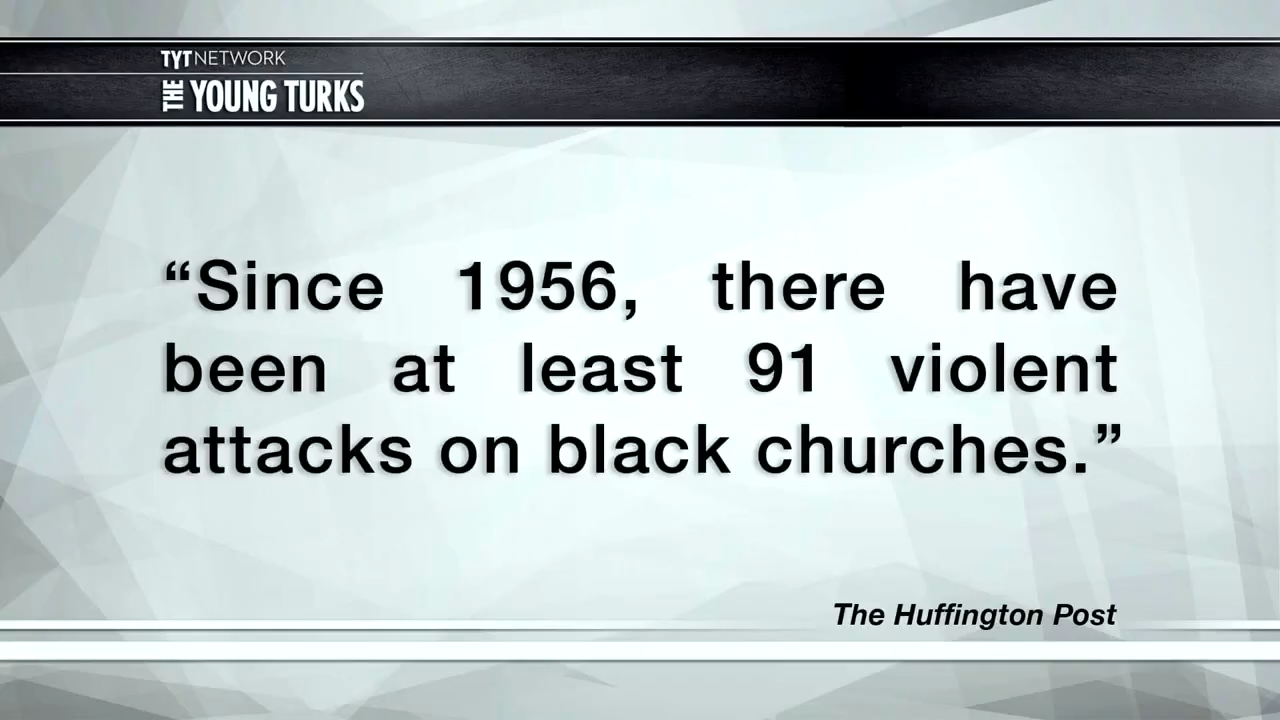 TYTNETWORK
THE YOUNG TURKS
“Since 1956, there have
been at least 91 violent
attacks on black churches.”
The Huffington Post